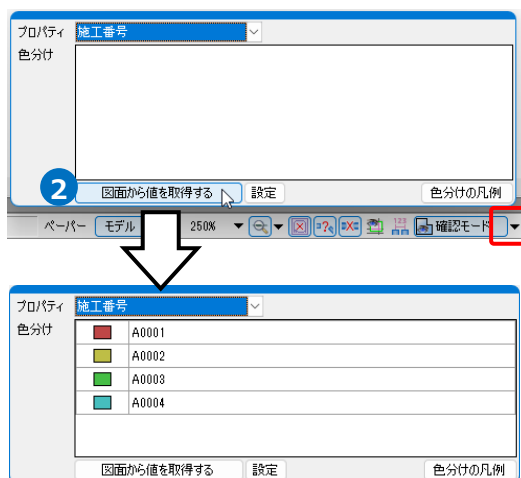 プロパティ 施工番号
色分け
2 図面から値を取得する 設定 色分けの凡例
ペーパー モデル 250% 確認モード
プロパティ 施工番号
色分け A0001
A0002
A0003
A0004
図面から値を取得する 設定 色分けの凡例